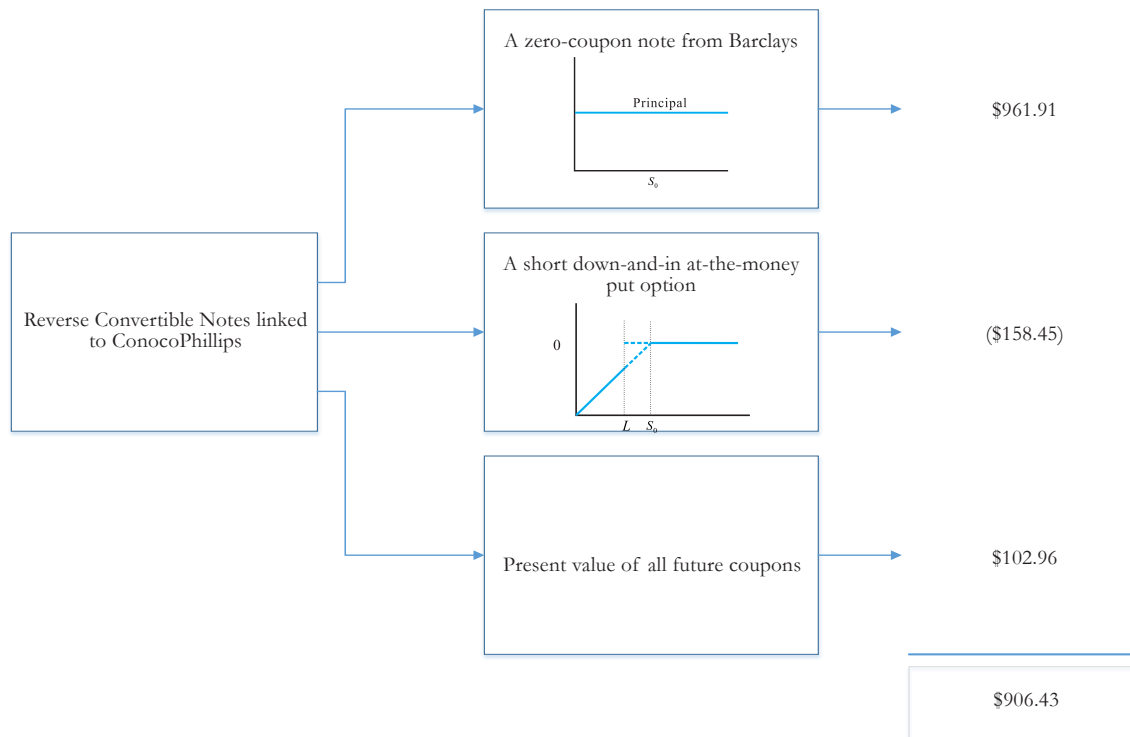 A zero-coupon note from Barclays
Principal
S₀
$961.91
Reverse Convertible Notes linked
to ConocoPhillips
A short down-and-in at-the-money
put option
0
L S₀
($158.45)
Present value of all future coupons
$102.96
$906.43